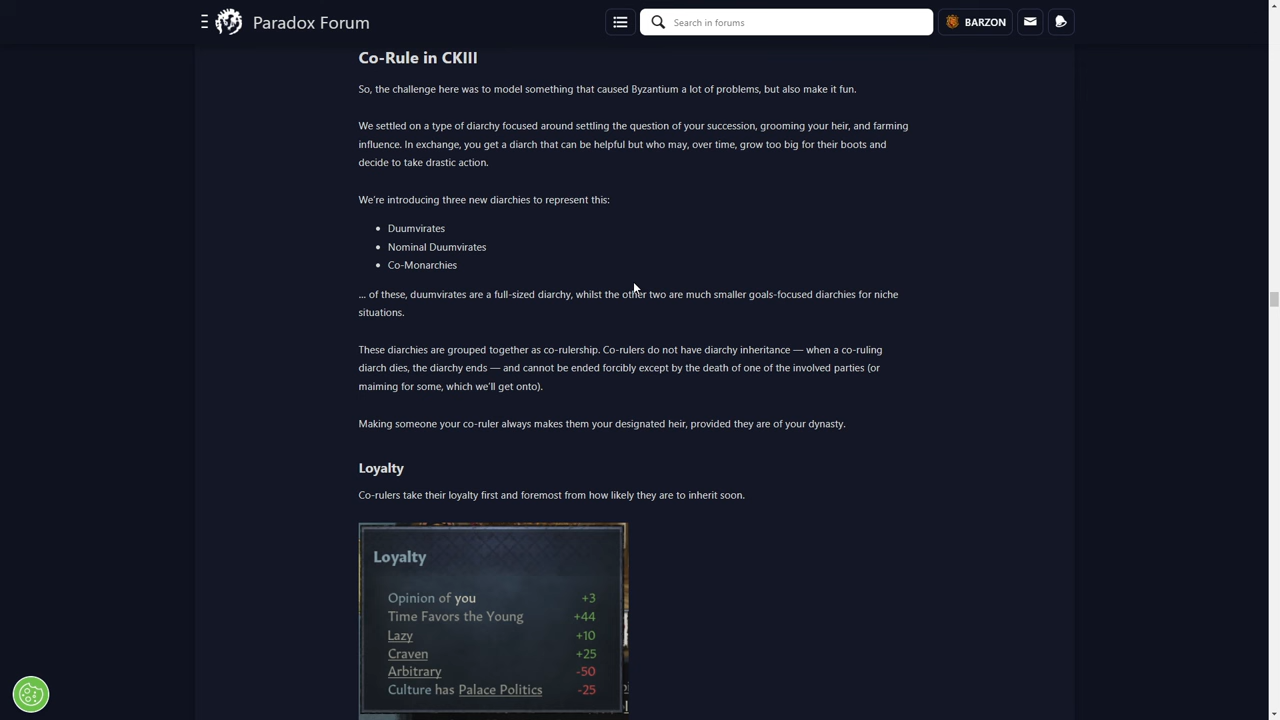 Paradox Forum
Search in forums
BARZON
Co-Rule in CKIII
So, the challenge here was to model something that caused Byzantium a lot of problems, but also make it fun.
We settled on a type of diarchy focused around settling the question of your succession, grooming your heir, and farming
influence. In exchange, you get a diarch that can be helpful but who may, over time, grow too big for their boots and
decide to take drastic action.
We're introducing three new diarchies to represent this:
• Duumvirates
• Nominal Duumvirates
• Co-Monarchies
... of these, duumvirates are a full-sized diarchy, whilst the other two are much smaller goals-focused diarchies for niche
situations.
These diarchies are grouped together as co-rulership. Co-rulers do not have diarchy inheritance — when a co-ruling
diarch dies, the diarchy ends — and cannot be ended forcibly except by the death of one of the involved parties (or
maiming for some, which we'll get onto).
Making someone your co-ruler always makes them your designated heir, provided they are of your dynasty.
Loyalty
Co-rulers take their loyalty first and foremost from how likely they are to inherit soon.
Loyalty
Opinion of you +3
Time Favors the Young +44
Lazy +10
Craven +25
Arbitrary -50
Culture has Palace Politics -25